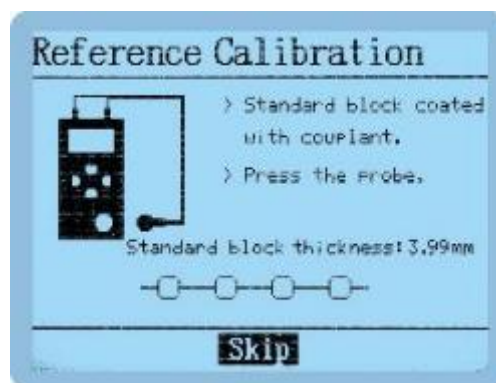 Reference Calibration
> Standard block coated
with couplant.
> Press the probe.
Standard block thickness:3.99mm
Skip